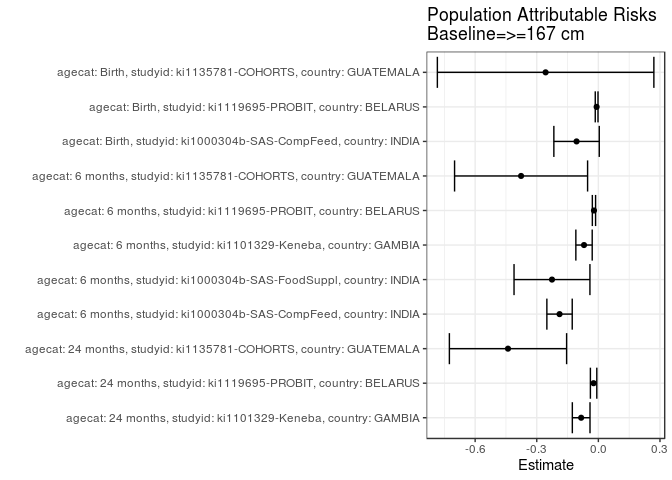 Population Attributable Risks
Baseline=>=167 cm
agecat: Birth, studyid: ki1135781-COHORTS, country: GUATEMALA
agecat: Birth, studyid: ki1119695-PROBIT, country: BELARUS
agecat: Birth, studyid: ki1000304b-SAS-CompFeed, country: INDIA
agecat: 6 months, studyid: ki1135781-COHORTS, country: GUATEMALA
agecat: 6 months, studyid: ki1119695-PROBIT, country: BELARUS
agecat: 6 months, studyid: ki1101329-Keneba, country: GAMBIA
agecat: 6 months, studyid: ki1000304b-SAS-FoodSuppl, country: INDIA
agecat: 6 months, studyid: ki1000304b-SAS-CompFeed, country: INDIA
agecat: 24 months, studyid: ki1135781-COHORTS, country: GUATEMALA
agecat: 24 months, studyid: ki1119695-PROBIT, country: BELARUS
agecat: 24 months, studyid: ki1101329-Keneba, country: GAMBIA
-0.6 -0.3 0.0 0.3
Estimate